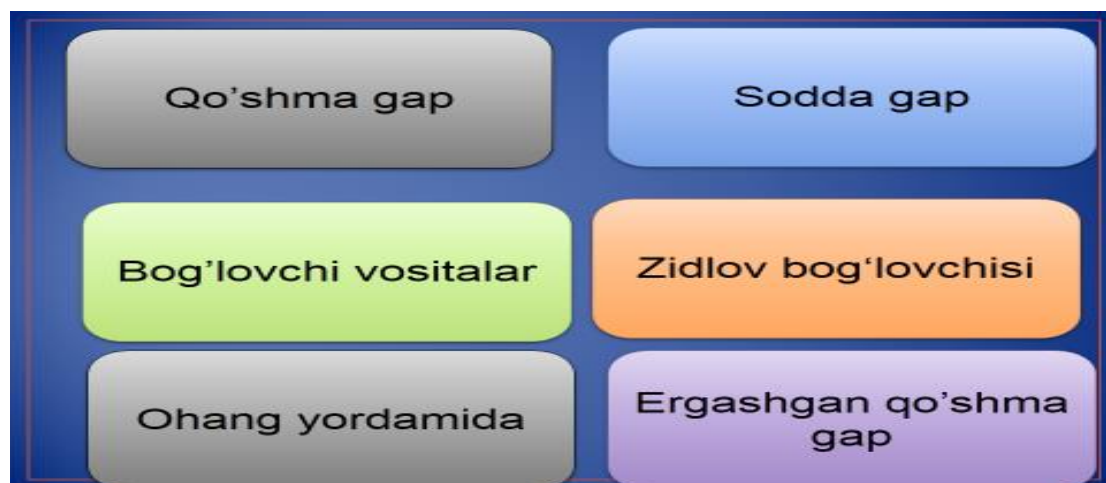 Qo’shma gap
Sodda gap
Bog’lovchi vositalar
Zidlov bog‘lovchisi
Ohang yordamida
Ergashgan qo’shma
gap